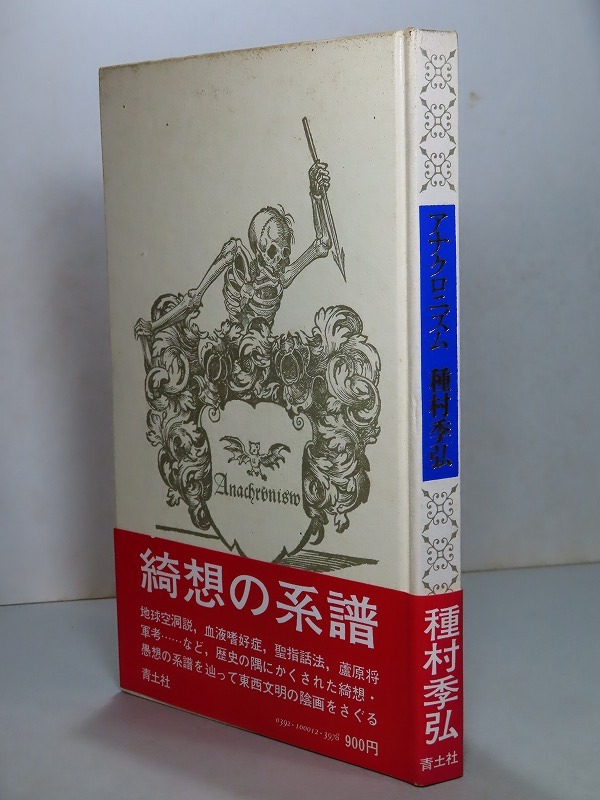 Anachronisw
綺想の系譜
地球空洞説，血液嗜好症，聖指話法，蘆原将
軍考……など，歴史の隅にかくされた綺想・
愚想の系譜を辿って東西文明の陰画をさぐる
青土社
0392-100012-3978 900円
アナクロニズム 種村季弘
種村季弘
青土社